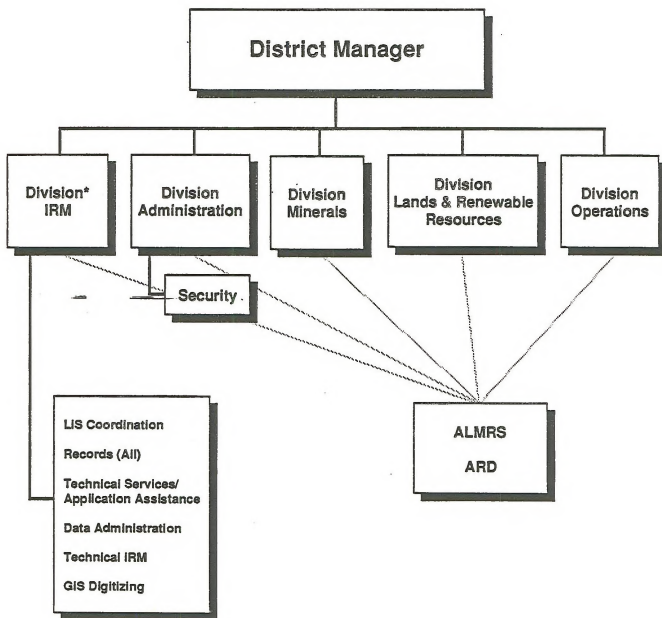 District Manager
Division*
IRM
Division
Administration
Division
Minerals
Division
Lands & Renewable
Resources
Division
Operations
Security
LIS Coordination
Records (All)
Technical Services/
Application Assistance
Data Administration
Technical IRM
GIS Digitizing
ALMRS
ARD